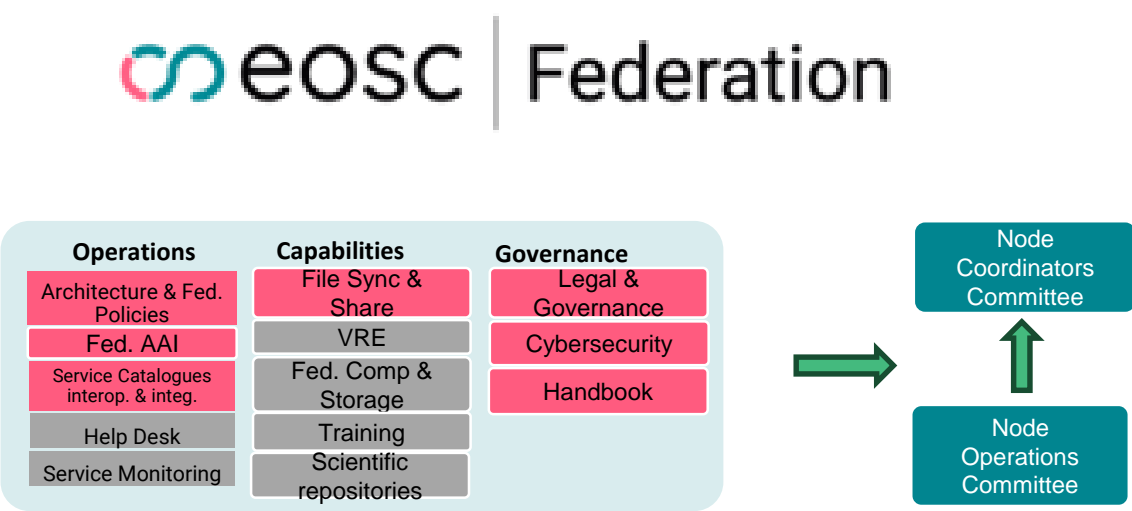 eosc Federation
Operations
Architecture & Fed.
Policies
Fed. AAI
Service Catalogues
interop. & integ.
Help Desk
Service Monitoring
Capabilities
File Sync &
Share
VRE
Fed. Comp &
Storage
Training
Scientific
repositories
Governance
Legal &
Governance
Cybersecurity
Handbook
Node
Coordinators
Committee
Node
Operations
Committee